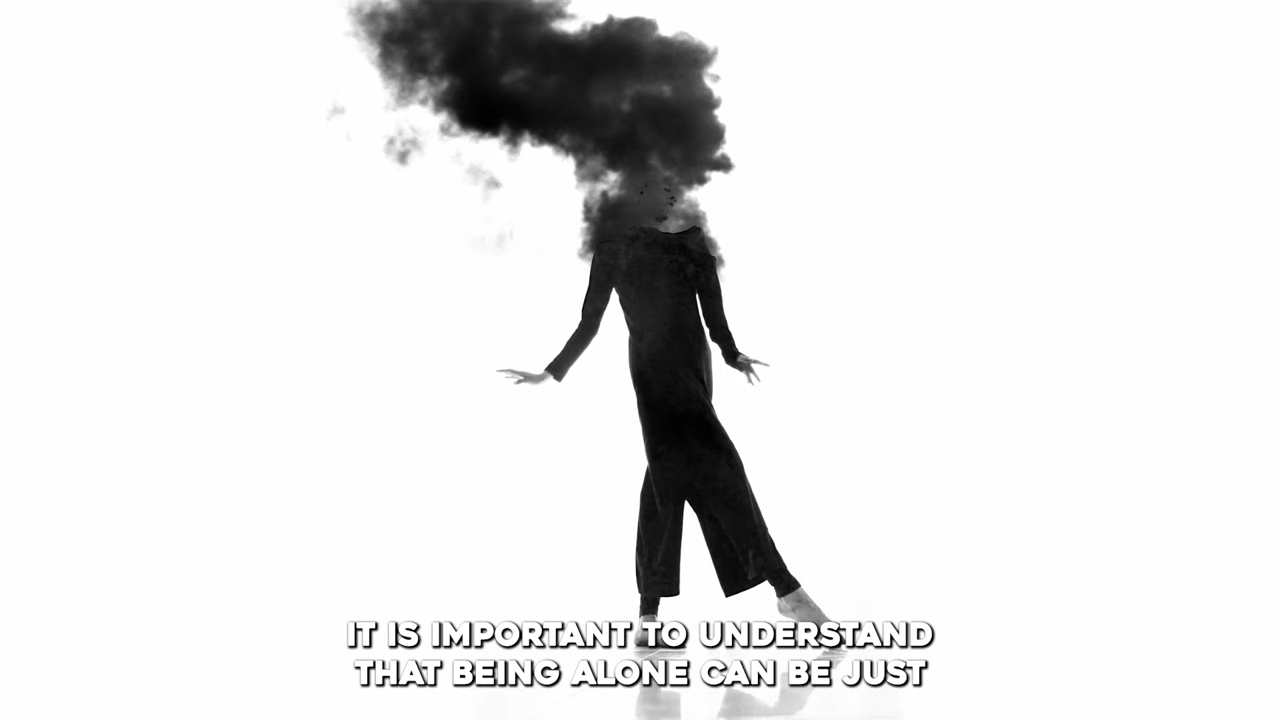 IT IS IMPORTANT TO UNDERSTAND
THAT BEING ALONE CAN BE JUST